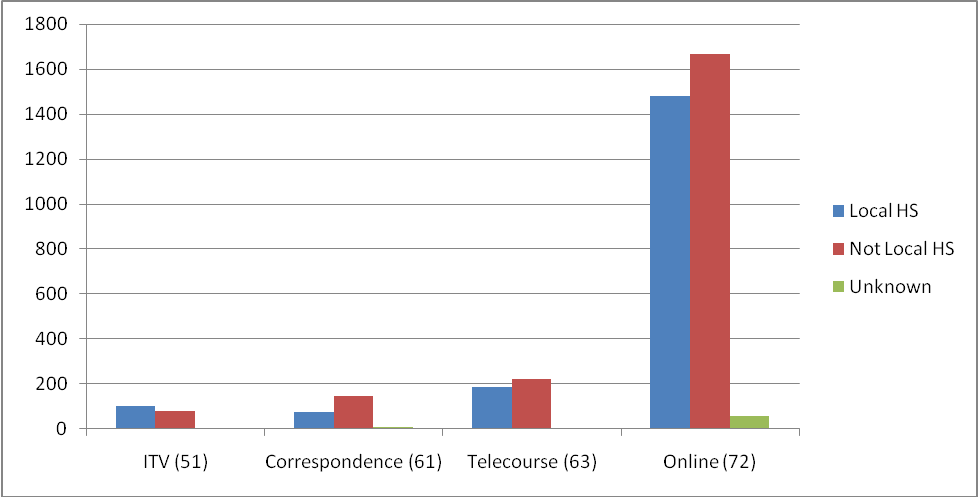 1800
1600
1400
1200
1000
800
600
400
200
0
ITV (51)
Correspondence (61)
Telecourse (63)
Online (72)
Local HS
Not Local HS
Unknown